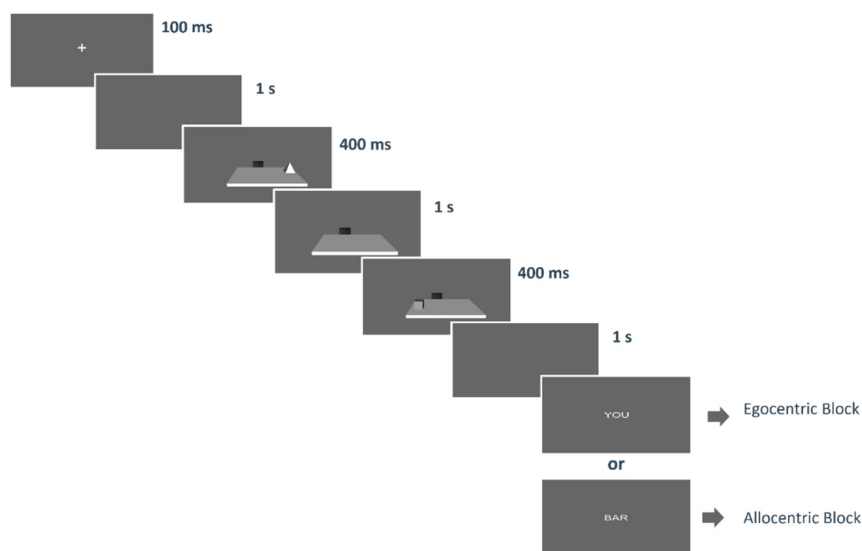 100 ms
1 s
400 ms
1 s
400 ms
1 s
YOU
Egocentric Block
or
BAR
Allocentric Block